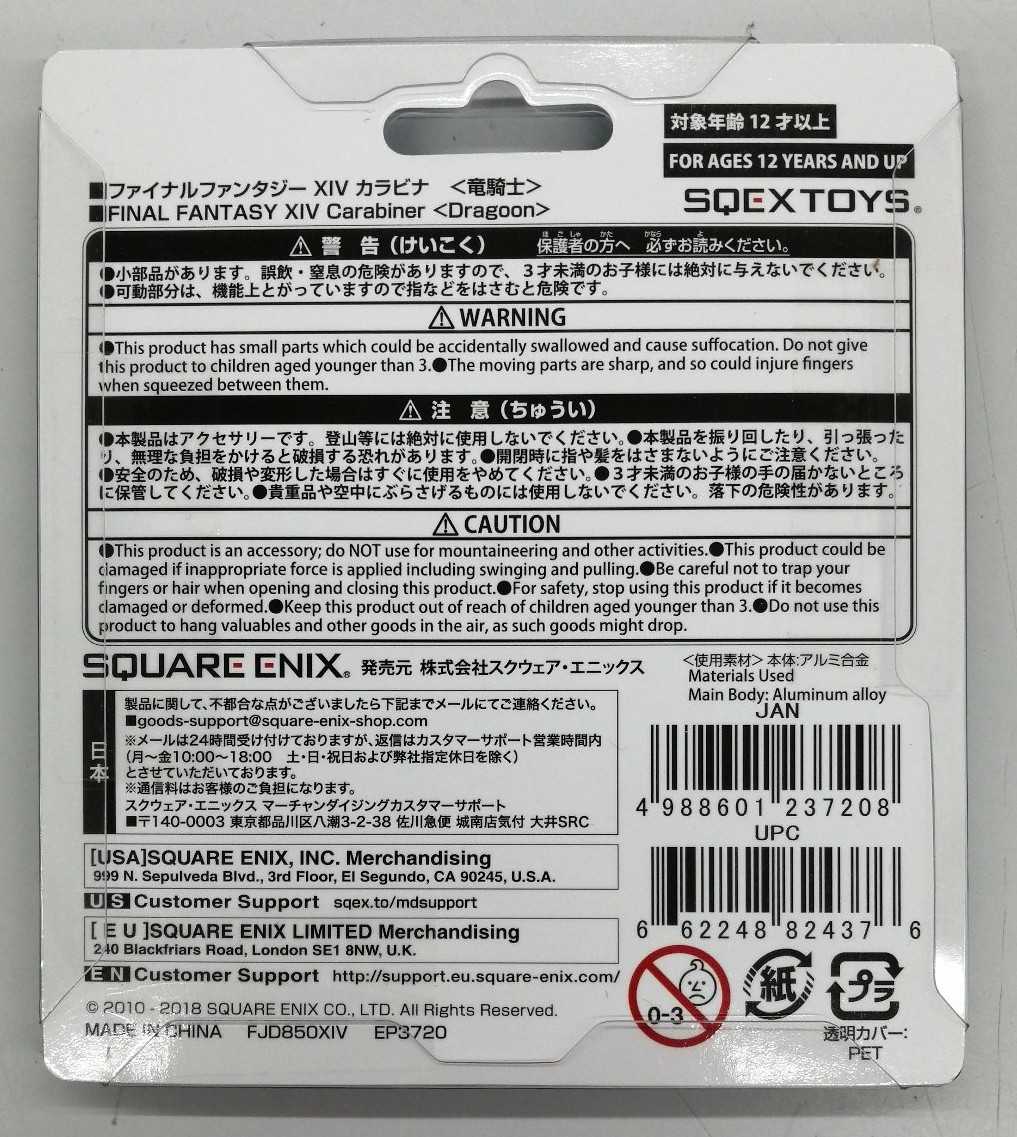 対象年齢 12 才以上
FOR AGES 12 YEARS AND UP
■ファイナルファンタジー XIV カラビナ <竜騎士>
■FINAL FANTASY XIV Carabiner <Dragoon>
SQEX TOYS®
⚠ 警 告 (けいこく) 保護者の方へ 必ずお読みください。
ほごしゃ かた かなら よ
●小部品があります。誤飲・窒息の危険がありますので、3才未満のお子様には絶対に与えないでください。
●可動部分は、機能上とがっていますので指などをはさむと危険です。
⚠ WARNING
●This product has small parts which could be accidentally swallowed and cause suffocation. Do not give
this product to children aged younger than 3.●The moving parts are sharp, and so could injure fingers
when squeezed between them.
⚠ 注 意 (ちゅうい)
●本製品はアクセサリーです。登山等には絶対に使用しないでください。●本製品を振り回したり、引っ張った
り、無理な負担をかけると破損する恐れがあります。●開閉時に指や髪をはさまないようにご注意ください。
●安全のため、破損や変形した場合はすぐに使用をやめてください。●3才未満のお子様の手の届かないところ
に保管してください。●貴重品や空中にぶらさげるものには使用しないでください。落下の危険性があります。
⚠ CAUTION
●This product is an accessory; do NOT use for mountaineering and other activities.●This product could be
damaged if inappropriate force is applied including swinging and pulling.●Be careful not to trap your
fingers or hair when opening and closing this product.●For safety, stop using this product if it becomes
damaged or deformed.●Keep this product out of reach of children aged younger than 3.●Do not use this
product to hang valuables and other goods in the air, as such goods might drop.
SQUARE ENIX® 発売元 株式会社スクウェア・エニックス
<使用素材> 本体:アルミ合金
Materials Used
Main Body: Aluminum alloy
日本
製品に関して、不都合な点がございましたら下記までメールにてご連絡ください。
■goods-support@square-enix-shop.com
※メールは24時間受け付けておりますが、返信はカスタマーサポート営業時間内
(月～金10:00～18:00 土・日・祝日および弊社指定休日を除く)
とさせていただいております。
※通信料はお客様のご負担になります。
スクウェア・エニックス マーチャンダイジングカスタマーサポート
■〒140-0003 東京都品川区八潮3-2-38 佐川急便 城南店気付 大井SRC
JAN
4 988601 237208
UPC
6 62248 82437 6
[USA]SQUARE ENIX, INC. Merchandising
999 N. Sepulveda Blvd., 3rd Floor, El Segundo, CA 90245, U.S.A.
US Customer Support sqex.to/mdsupport
[EU]SQUARE ENIX LIMITED Merchandising
240 Blackfriars Road, London SE1 8NW, U.K.
EN Customer Support http://support.eu.square-enix.com/
© 2010 - 2018 SQUARE ENIX CO., LTD. All Rights Reserved.
MADE IN CHINA FJD850XIV EP3720
0-3
紙
プラ
透明カバー:
PET